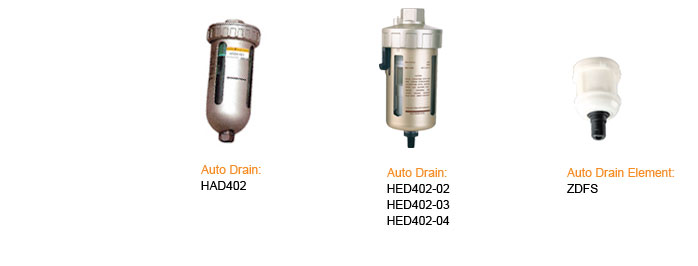 Auto Drain:
HAD402
Auto Drain:
HED402-02
HED402-03
HED402-04
Auto Drain Element:
ZDFS